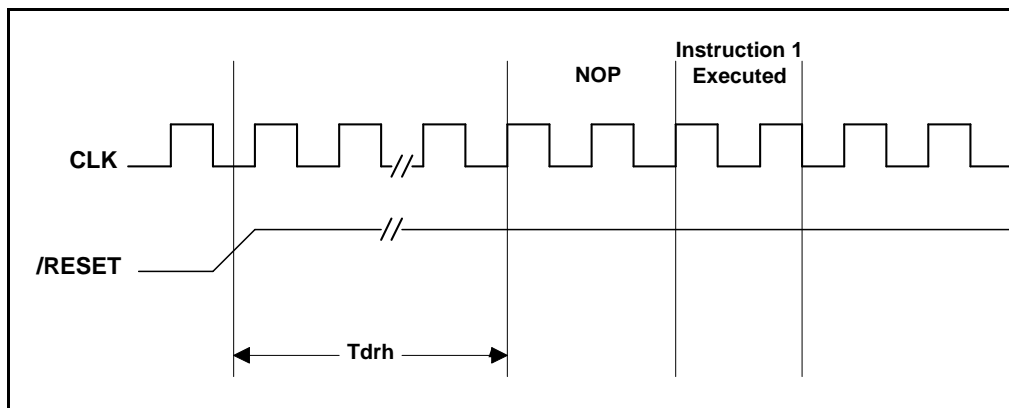 Instruction 1
NOP
Executed
CLK
/RESET
Tdrh